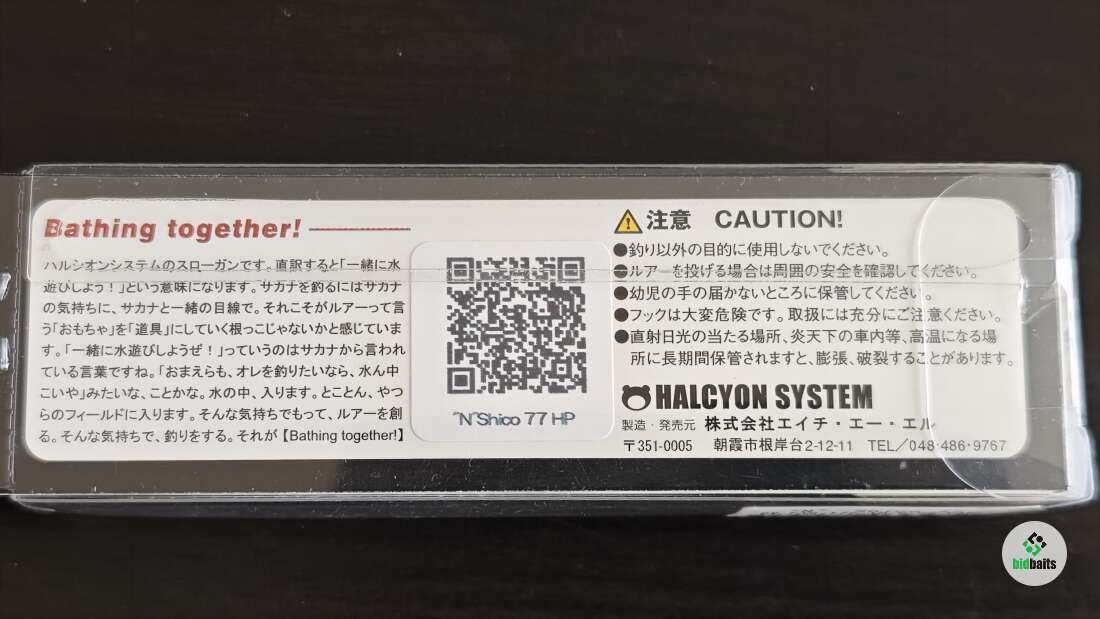 Bathing together!
ハルシオンシステムのスローガンです。直訳すると「一緒に水
遊びしよう！」という意味になります。サカナを釣るにはサカナ
の気持ちに、サカナと一緒の目線で。それこそがルアーって言
う「おもちゃ」を「道具」にしていく根っこじゃないかと感じていま
す。「一緒に水遊びしようぜ！」っていうのはサカナから言われ
ている言葉ですね。「おまえらも、オレを釣りたいなら、水ん中
こいや」みたいな、ことかな。水の中、入ります。とことん、やつ
らのフィールドに入ります。そんな気持ちでもって、ルアーを創
る。そんな気持ちで、釣りをする。それが【Bathing together!】
"N"Shico 77 HP
注意 CAUTION!
●釣り以外の目的に使用しないでください。
●ルアーを投げる場合は周囲の安全を確認してください。
●幼児の手の届かないところに保管してください。
●フックは大変危険です。取扱には充分にご注意ください。
●直射日光の当たる場所、炎天下の車内等、高温になる場
所に長期間保管されますと、膨張、破裂することがあります。
HALCYON SYSTEM
製造・発売元 株式会社エイチ・エー・エル
〒351-0005 朝霞市根岸台2-12-11 TEL／048-486-9767
bidbaits